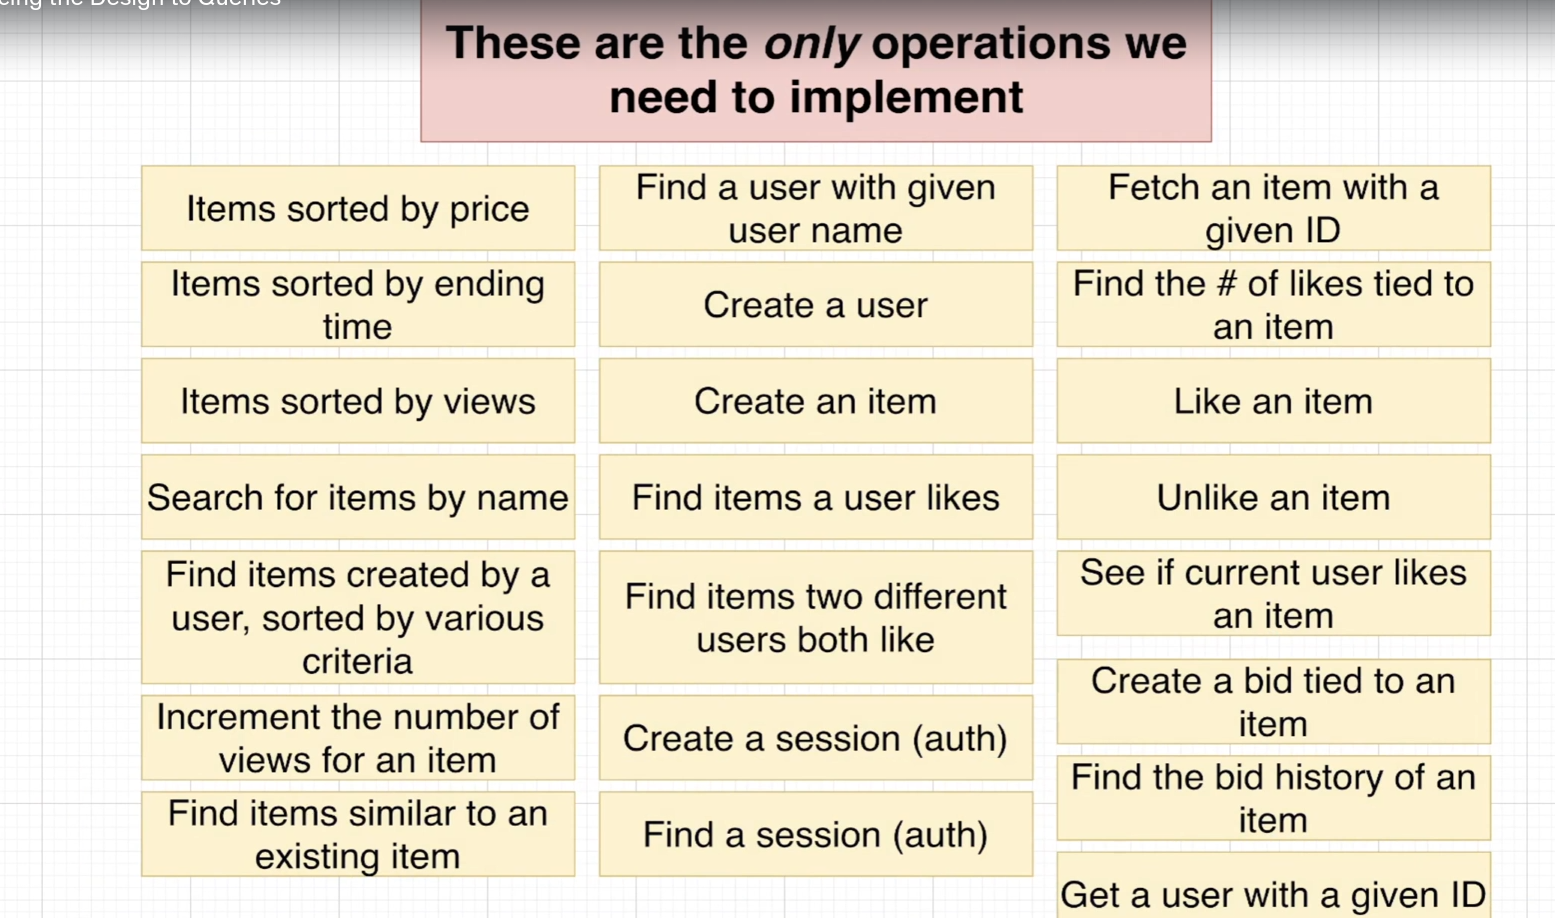 the Design to Queries
These are the only operations we
need to implement
Items sorted by price
Items sorted by ending
time
Items sorted by views
Search for items by name
Find items created by a
user, sorted by various
criteria
Increment the number of
views for an item
Find items similar to an
existing item
Find a user with given
user name
Create a user
Create an item
Find items a user likes
Find items two different
users both like
Create a session (auth)
Find a session (auth)
Fetch an item with a
given ID
Find the # of likes tied to
an item
Like an item
Unlike an item
See if current user likes
an item
Create a bid tied to an
item
Find the bid history of an
item
Get a user with a given ID